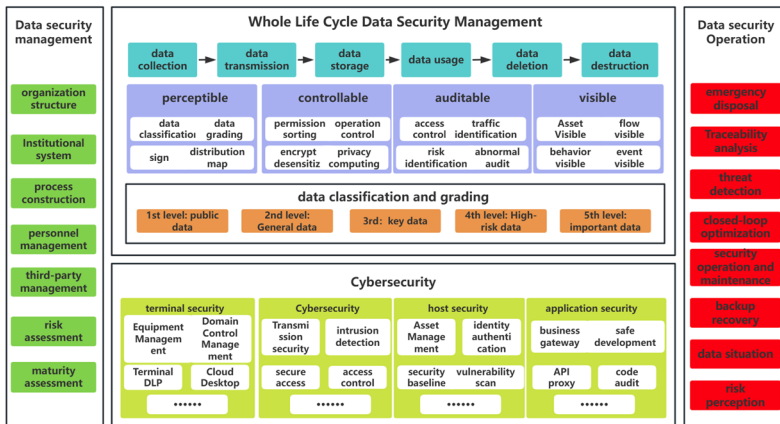 Data security
management
organization
structure
Institutional
system
process
construction
personnel
management
third-party
management
risk
assessment
maturity
assessment
Whole Life Cycle Data Security Management
data
collection
data
transmission
data
storage
data usage
data
deletion
data
destruction
perceptible
data
classification
data
grading
sign
distribution
map
controllable
permission
sorting
operation
control
encrypt
desensitiz
privacy
computing
auditable
access
control
traffic
identification
risk
identification
abnormal
audit
visible
Asset
Visible
flow
visible
behavior
visible
event
visible
data classification and grading
1st level: public
data
2nd level:
General data
3rd: key data
4th level: High-
risk data
5th level:
important data
Cybersecurity
terminal security
Equipment
Managem
ent
Domain
Control
Manage
ment
Terminal
DLP
Cloud
Desktop
••••••
Cybersecurity
Transmi
ssion
security
intrusion
detection
secure
access
access
control
••••••
host security
Asset
Manage
ment
identity
authenti
cation
security
baseline
vulnerability
scan
••••••
application security
business
gateway
safe
development
API
proxy
code
audit
••••••
Data security
Operation
emergency
disposal
Traceability
analysis
threat
detection
closed-loop
optimization
security
operation and
maintenance
backup
recovery
data situation
risk
perception